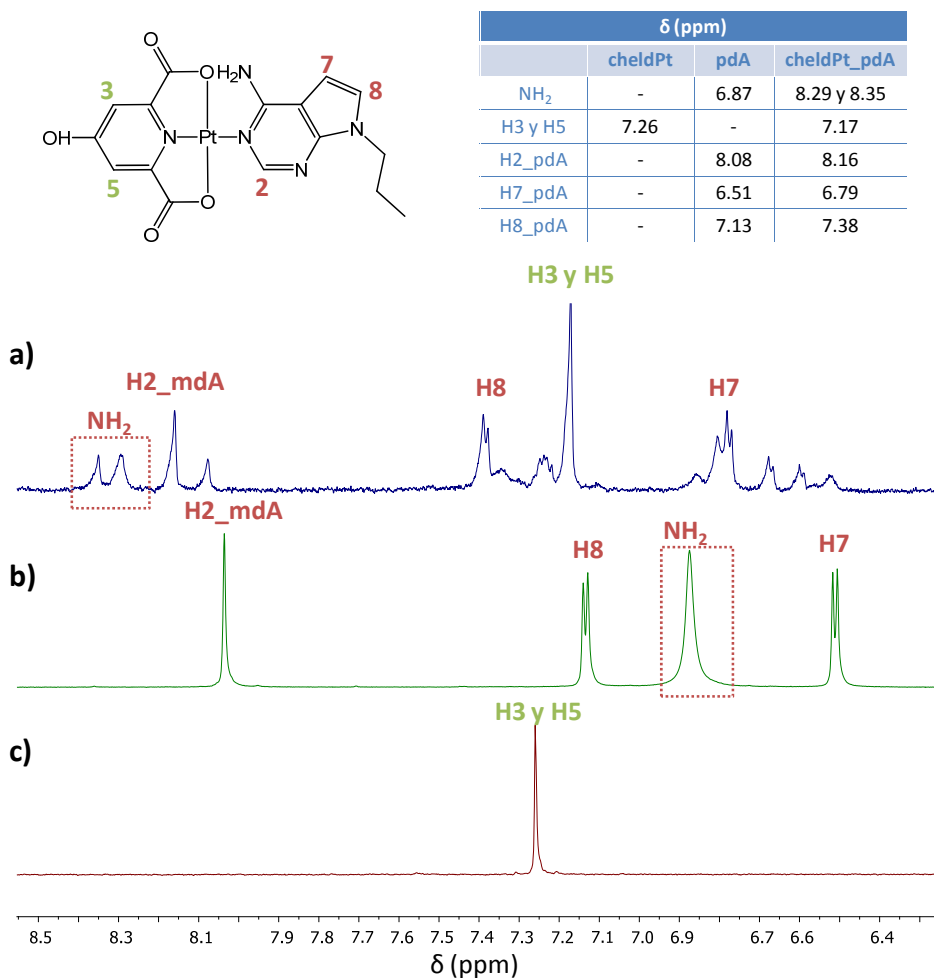 O
O
H₂N
7
3
8
OH
N
Pt
N
N
5
2
N
O
O
δ (ppm)
cheldPt pdA cheldPt_pdA
NH₂ - 6.87 8.29 y 8.35
H3 y H5 7.26 - 7.17
H2_pdA - 8.08 8.16
H7_pdA - 6.51 6.79
H8_pdA - 7.13 7.38
H3 y H5
a)
H2_mdA
NH₂
H8
H7
H2_mdA
NH₂
H8
H7
b)
H3 y H5
c)
8.5 8.3 8.1 7.9 7.8 7.7 7.6 7.5 7.4 7.3 7.2 7.1 7.0 6.9 6.8 6.6 6.4
δ (ppm)